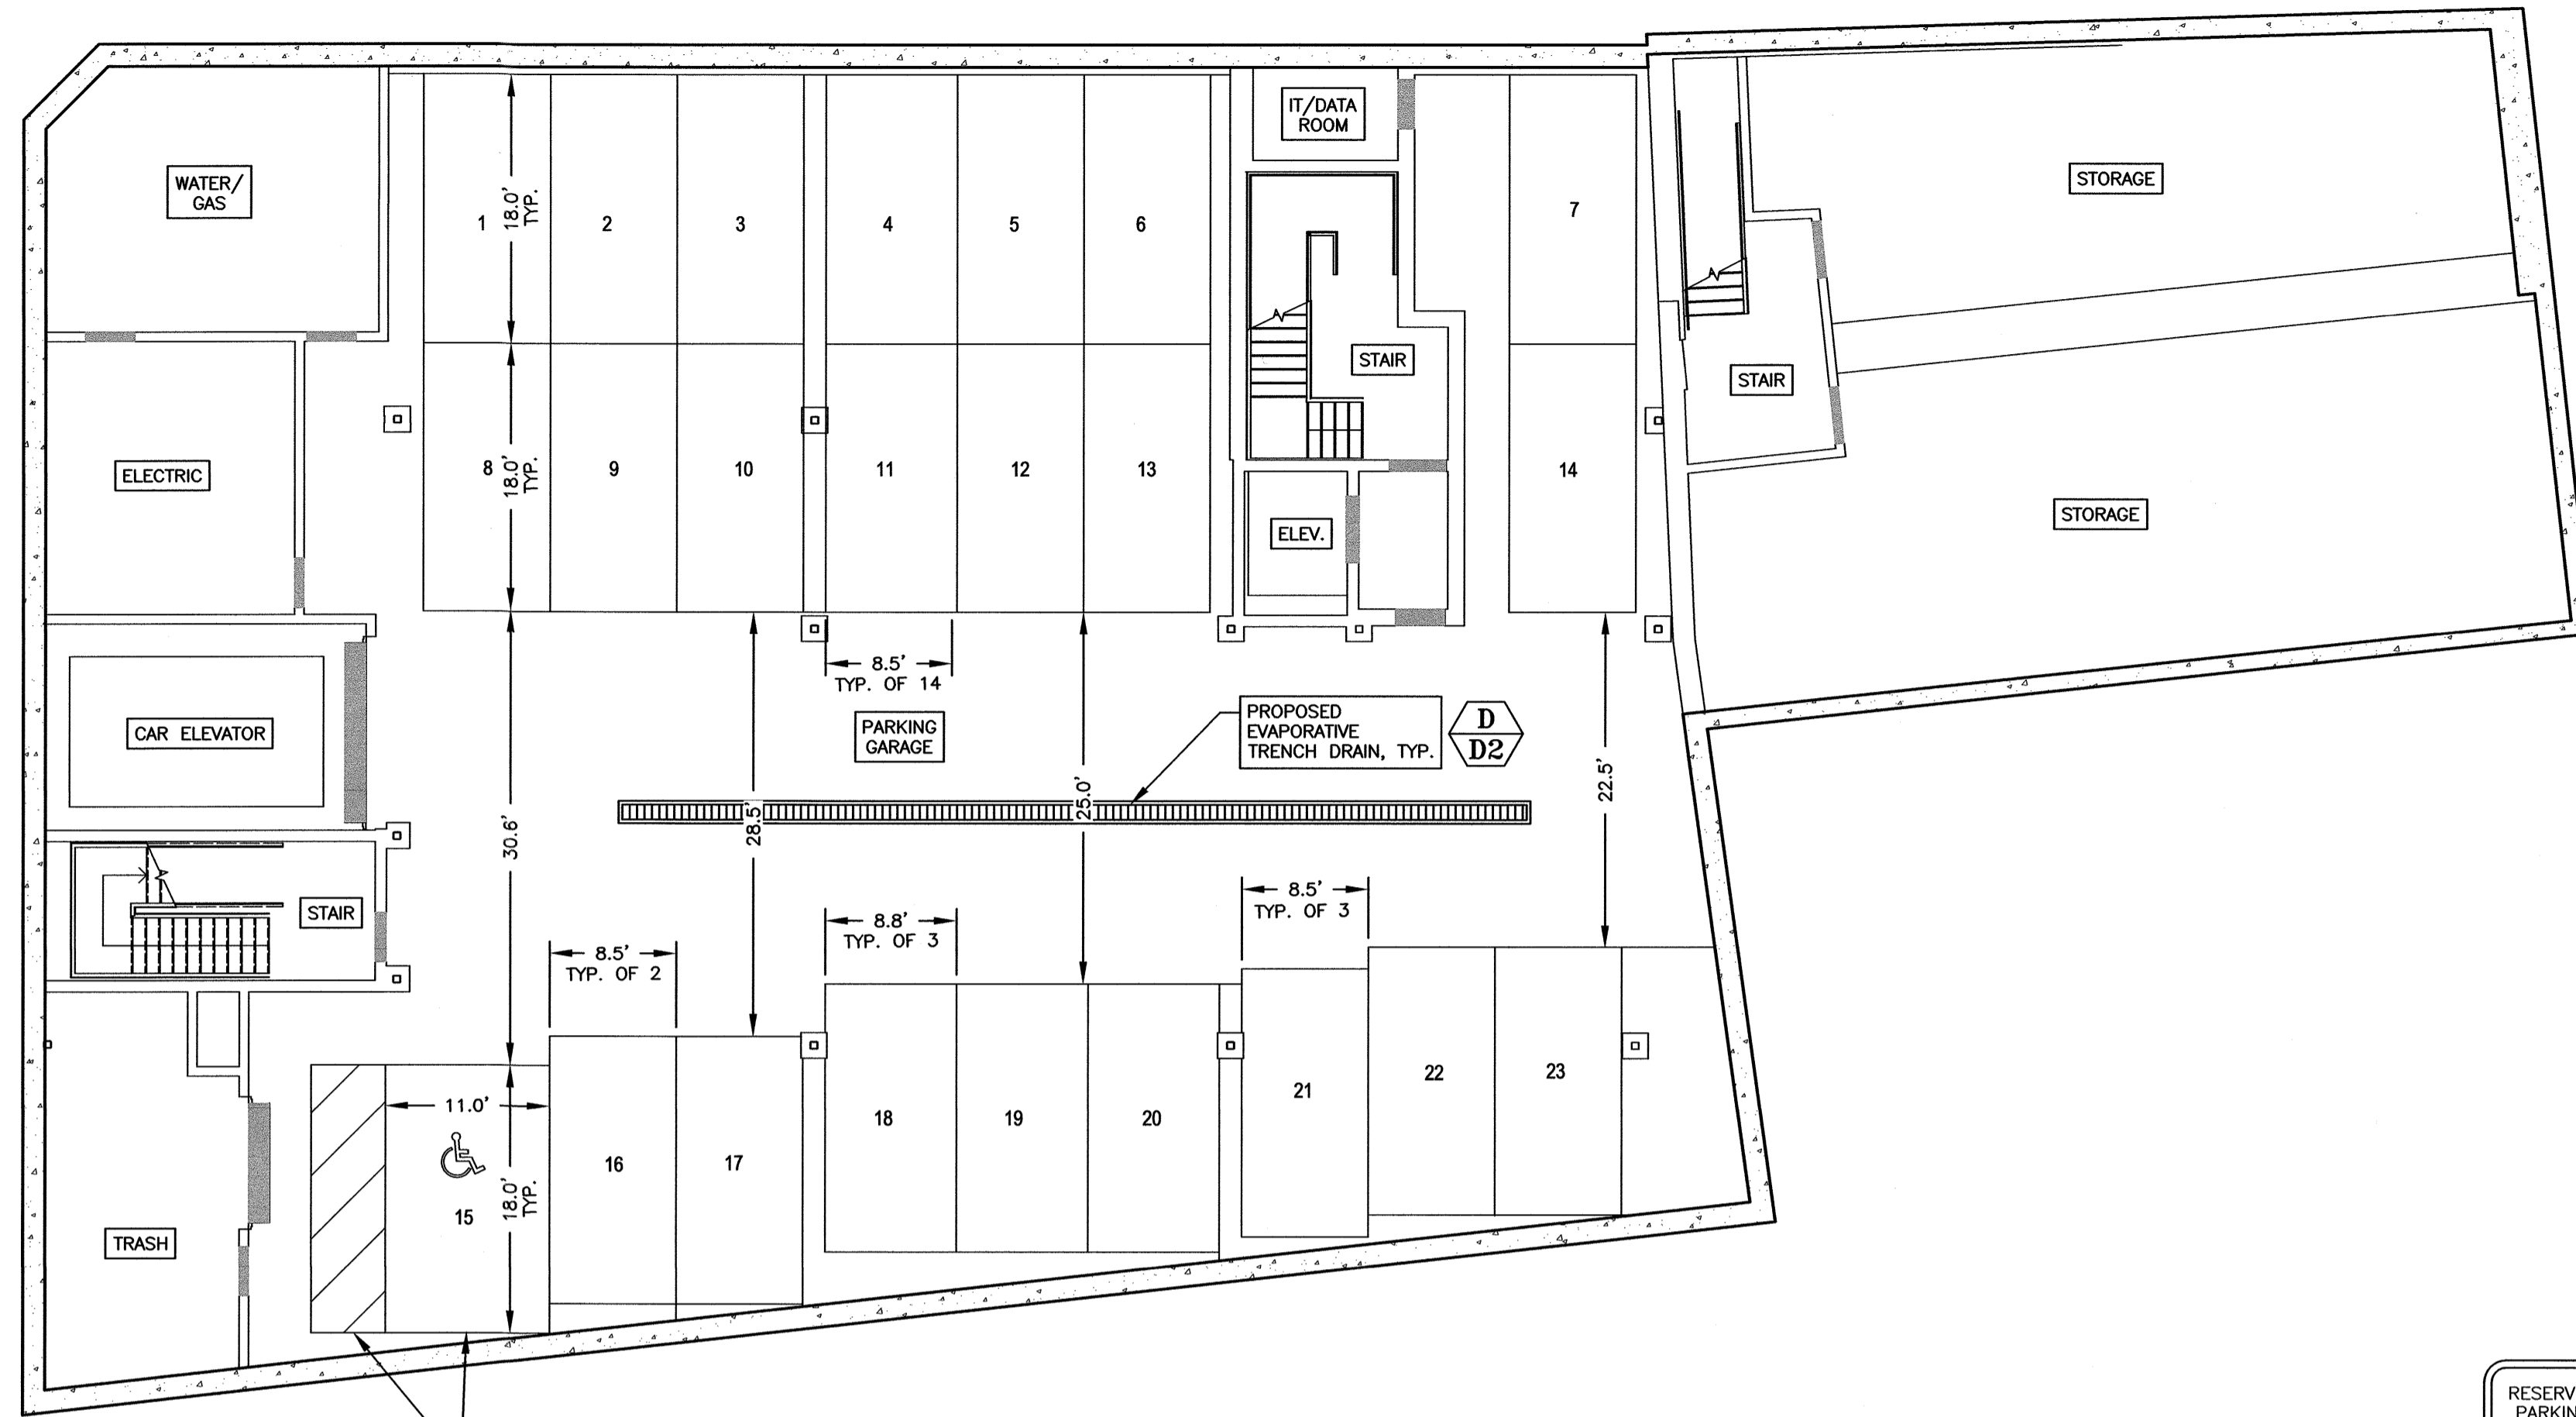 WATER/
GAS
1
18.0'
TYP.
2
3
4
5
6
IT/DATA
ROOM
7
STORAGE
ELECTRIC
8
18.0'
TYP.
9
10
11
12
13
STAIR
ELEV.
14
STAIR
STORAGE
8.5'
TYP. OF 14
CAR ELEVATOR
PARKING
GARAGE
PROPOSED
EVAPORATIVE
TRENCH DRAIN, TYP.
D
D2
30.6'
28.5'
25.0'
22.5'
STAIR
8.5'
TYP. OF 2
8.8'
TYP. OF 3
8.5'
TYP. OF 3
TRASH
11.0'
15
18.0'
TYP.
16
17
18
19
20
21
22
23